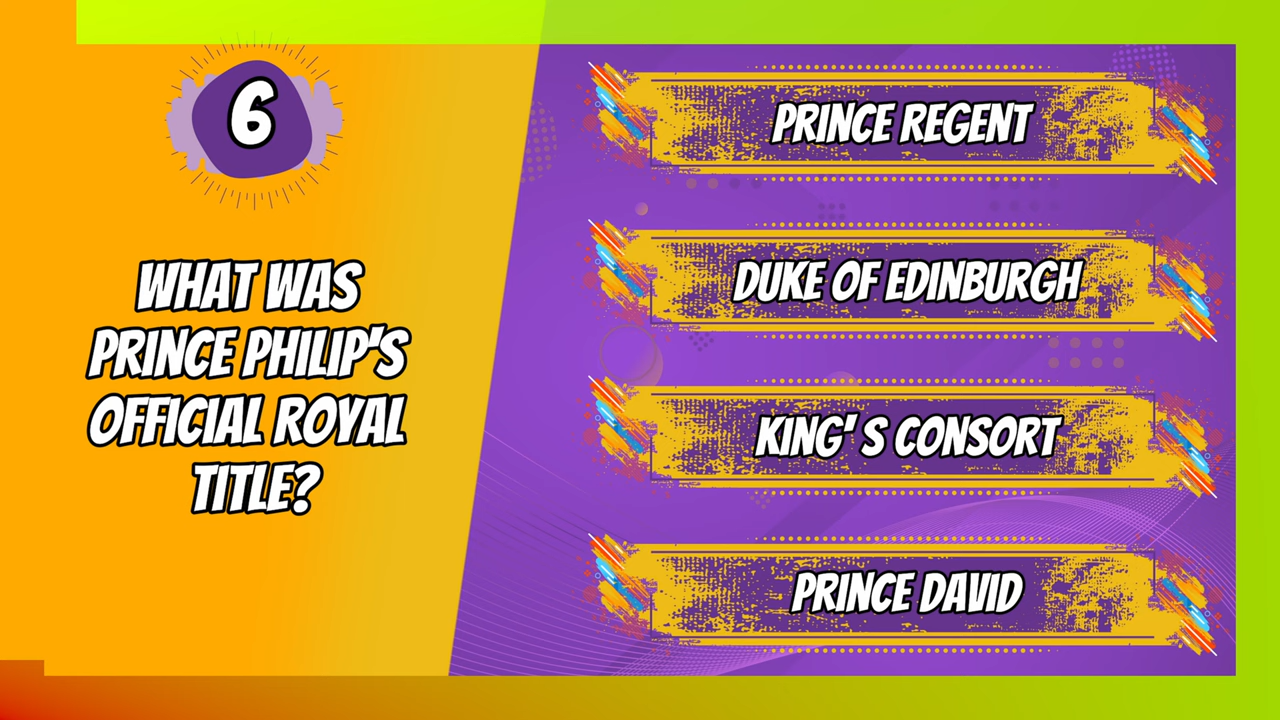 6
WHAT WAS
PRINCE PHILIP'S
OFFICIAL ROYAL
TITLE?
PRINCE REGENT
DUKE OF EDINBURGH
KING' S CONSORT
PRINCE DAVID